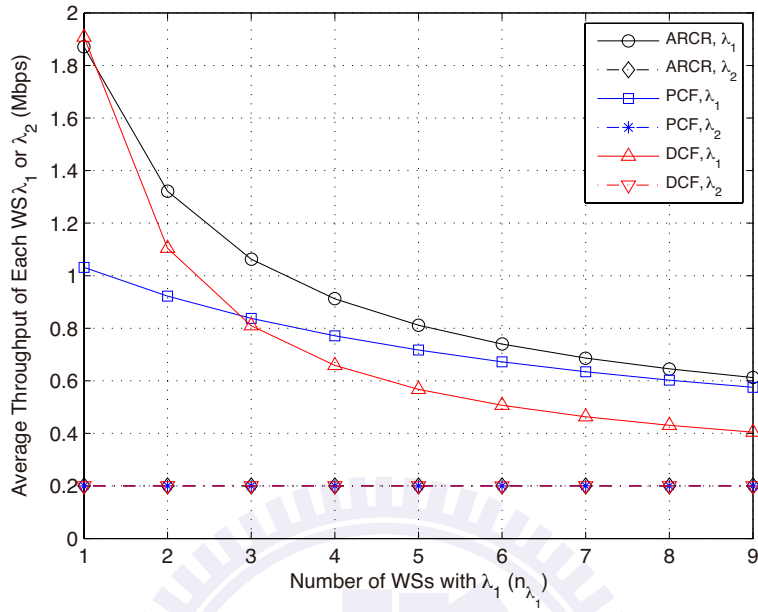 2
1.8
1.6
1.4
1.2
1
0.8
0.6
0.4
0.2
0
Average Throughput of Each WSλ₁ or λ₂ (Mbps)
ARCR, λ₁
ARCR, λ₂
PCF, λ₁
PCF, λ₂
DCF, λ₁
DCF, λ₂
1 2 3 4 5 6 7 8 9
Number of WSs with λ₁ (n_λ₁)